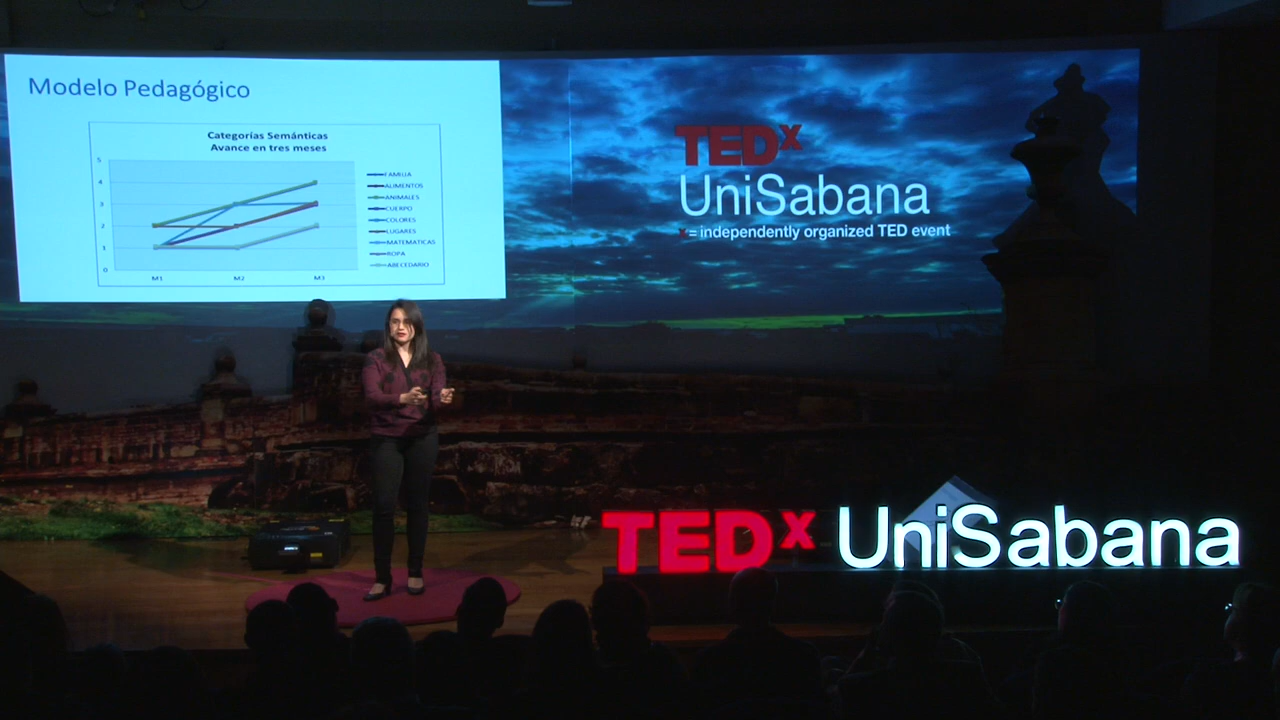 Modelo Pedagógico
Categorías Semánticas
Avance en tres meses
5
4
3
2
1
0
M1
M2
M3
FAMILIA
ALIMENTOS
ANIMALES
CUERPO
COLORES
LUGARES
MATEMATICAS
ROPA
ABECEDARIO
TEDx
UniSabana
x = independently organized TED event
TEDx UniSabana